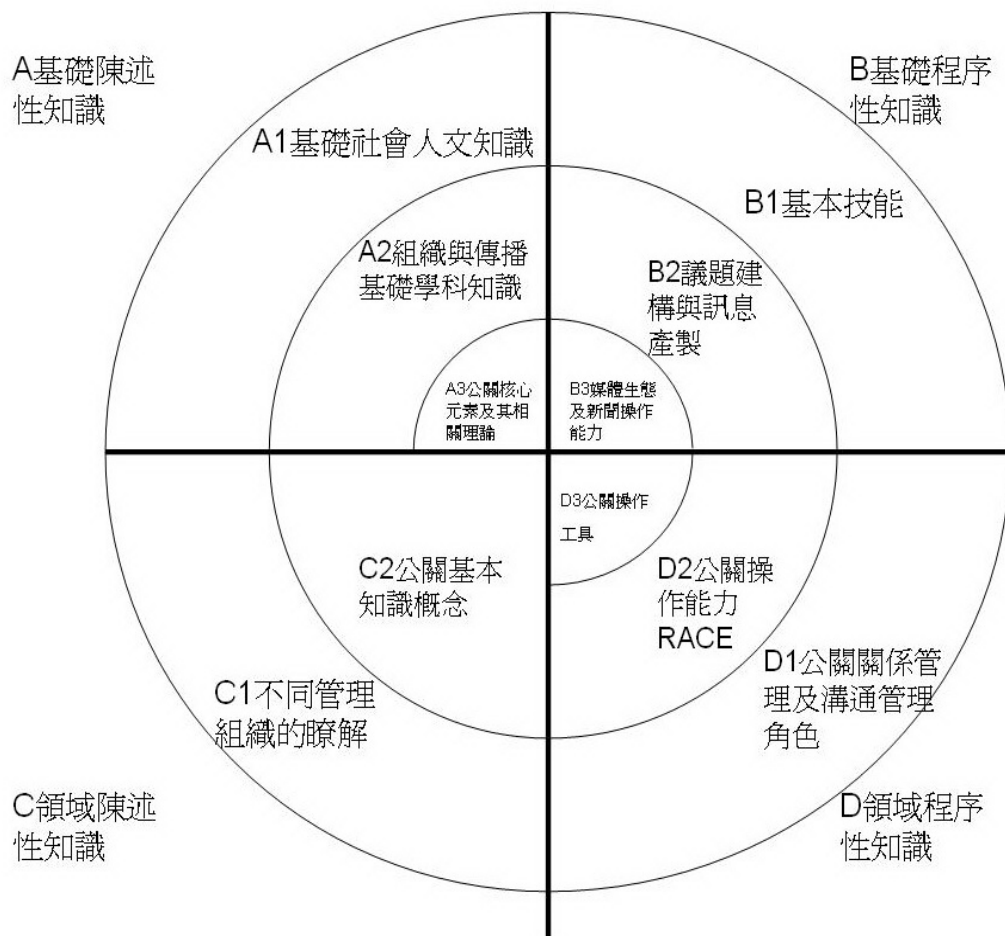 A基礎陳述
性知識
B基礎程序
性知識
A1基礎社會人文知識
B1基本技能
A2組織與傳播
基礎學科知識
B2議題建
構與訊息
產製
A3公關核心
元素及其相
關理論
B3媒體生態
及新聞操作
能力
D3公關操作
工具
C2公關基本
知識概念
D2公關操
作能力
RACE
C1不同管理
組織的瞭解
D1公關關係管
理及溝通管理
角色
C領域陳述
性知識
D領域程序
性知識